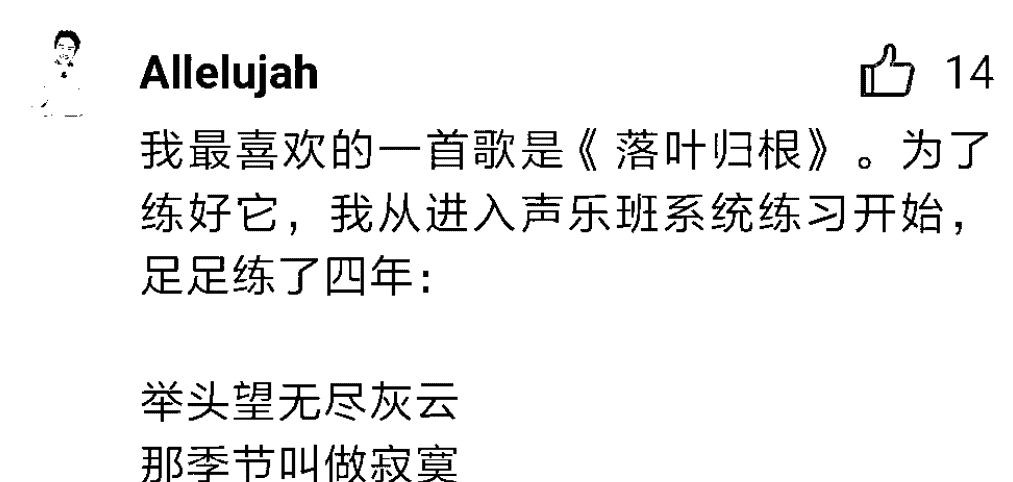 Allelujah 14
我最喜欢的一首歌是《落叶归根》。为了
练好它，我从进入声乐班系统练习开始，
足足练了四年：
举头望无尽灰云
那季节叫做寂寞